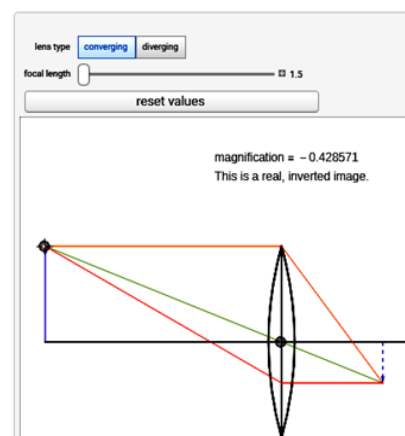 lens type converging diverging
focal length 1.5
reset values
magnification = −0.428571
This is a real, inverted image.